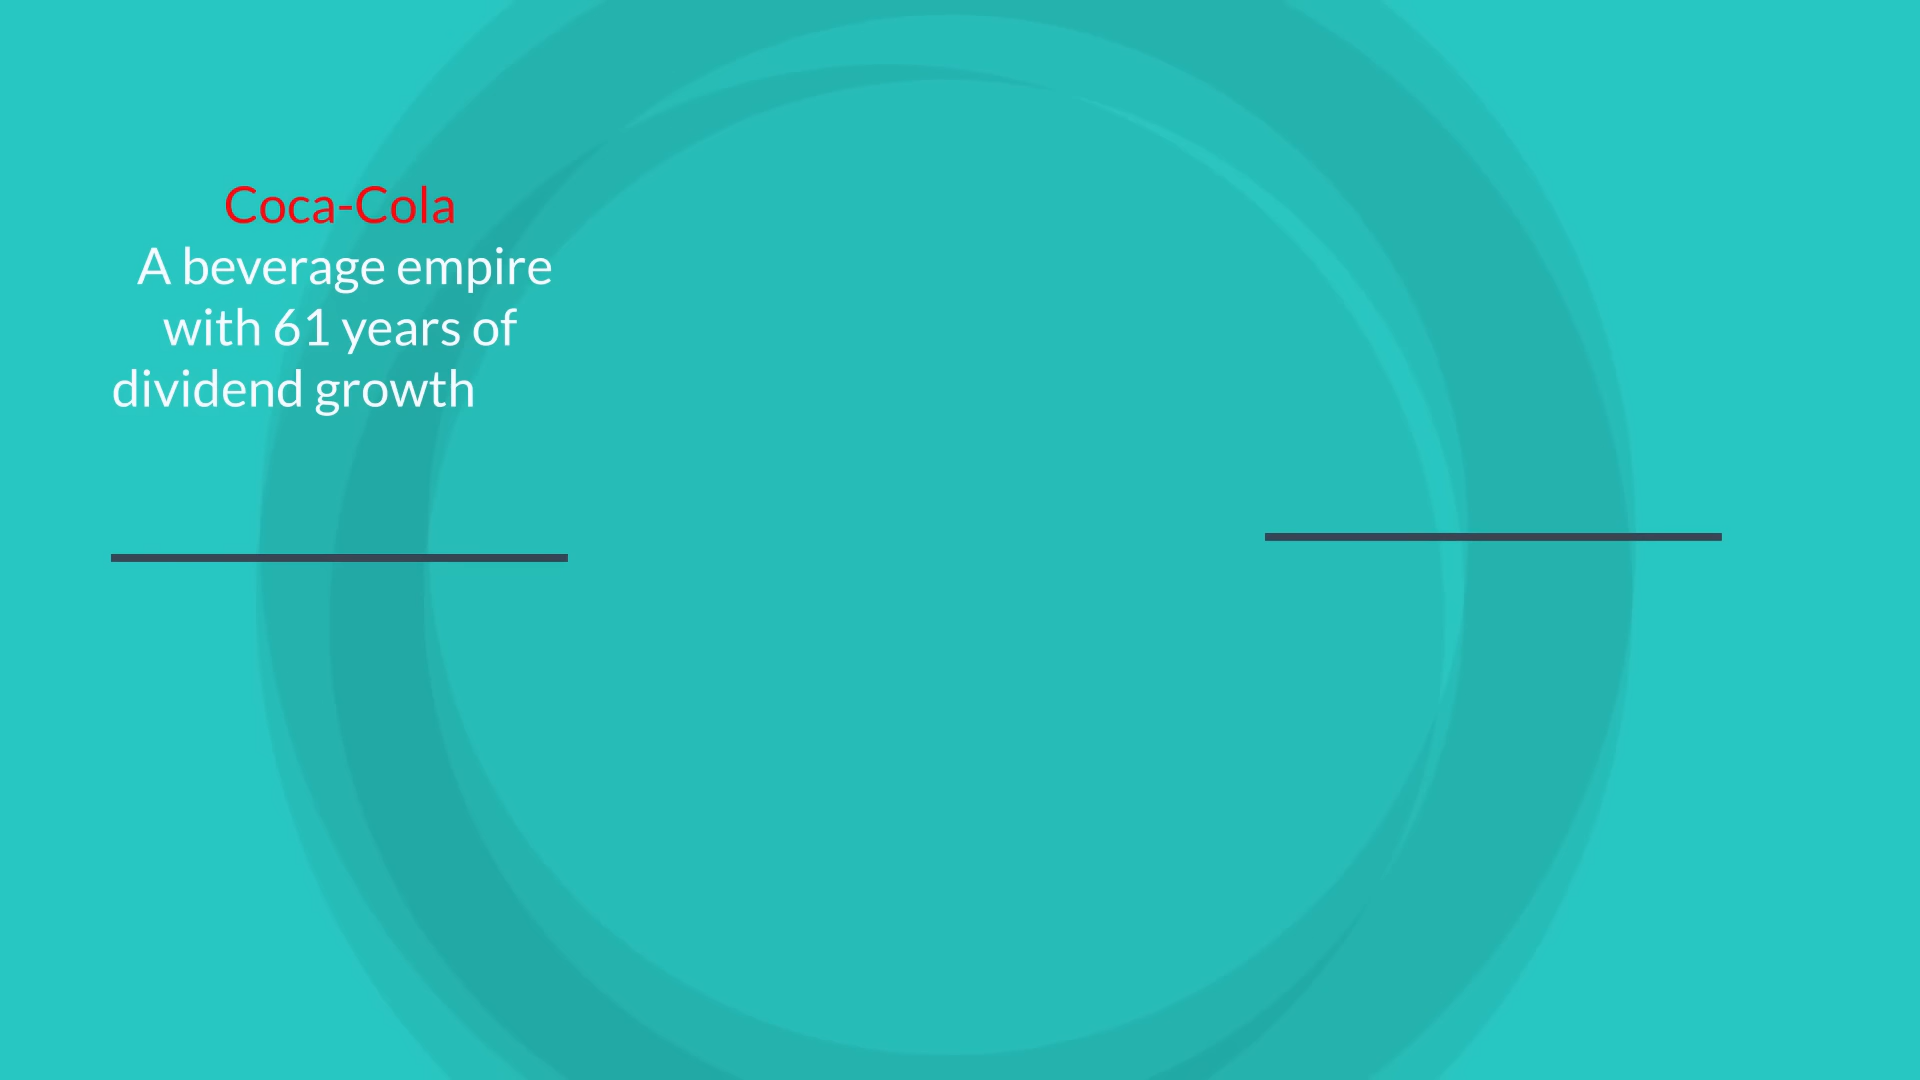 Coca-Cola
A beverage empire
with 61 years of
dividend growth